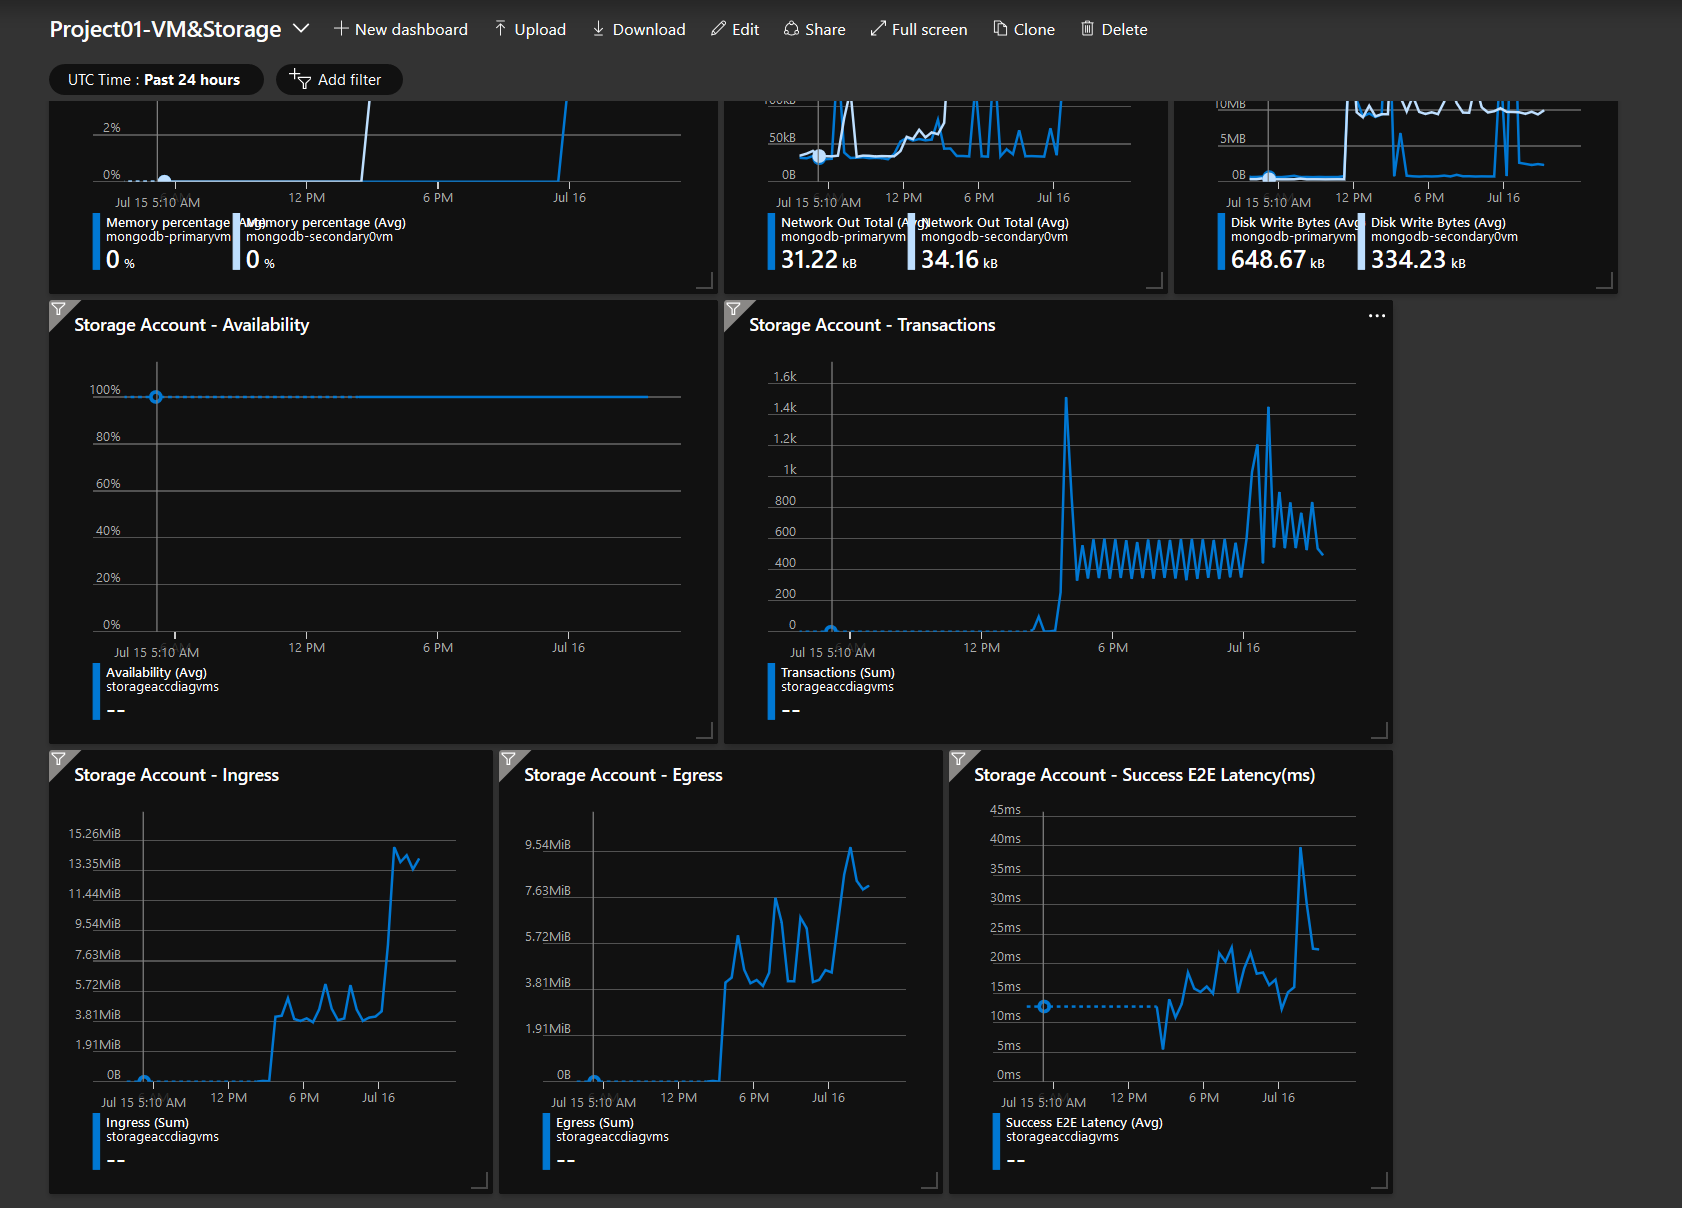 Project01-VM&Storage
New dashboard
Upload
Download
Edit
Share
Full screen
Clone
Delete
UTC Time : Past 24 hours
Add filter
2%
0%
Jul 15 5:10 AM
12 PM
6 PM
Jul 16
Memory percentage (Avg)
mongodb-primaryvm
0 %
Memory percentage (Avg)
mongodb-secondary0vm
0 %
100kB
50kB
0B
Jul 15 5:10 AM
12 PM
6 PM
Jul 16
Network Out Total (Avg)
mongodb-primaryvm
31.22 kB
Network Out Total (Avg)
mongodb-secondary0vm
34.16 kB
10MB
5MB
0B
Jul 15 5:10 AM
12 PM
6 PM
Jul 16
Disk Write Bytes (Avg)
mongodb-primaryvm
648.67 kB
Disk Write Bytes (Avg)
mongodb-secondary0vm
334.23 kB
Storage Account - Availability
100%
80%
60%
40%
20%
0%
Jul 15 5:10 AM
12 PM
6 PM
Jul 16
Availability (Avg)
storageaccdiagvms
--
Storage Account - Transactions
1.6k
1.4k
1.2k
1k
800
600
400
200
0
Jul 15 5:10 AM
12 PM
6 PM
Jul 16
Transactions (Sum)
storageaccdiagvms
--
Storage Account - Ingress
15.26MiB
13.35MiB
11.44MiB
9.54MiB
7.63MiB
5.72MiB
3.81MiB
1.91MiB
0B
Jul 15 5:10 AM
12 PM
6 PM
Jul 16
Ingress (Sum)
storageaccdiagvms
--
Storage Account - Egress
9.54MiB
7.63MiB
5.72MiB
3.81MiB
1.91MiB
0B
Jul 15 5:10 AM
12 PM
6 PM
Jul 16
Egress (Sum)
storageaccdiagvms
--
Storage Account - Success E2E Latency(ms)
45ms
40ms
35ms
30ms
25ms
20ms
15ms
10ms
5ms
0ms
Jul 15 5:10 AM
12 PM
6 PM
Jul 16
Success E2E Latency (Avg)
storageaccdiagvms
--